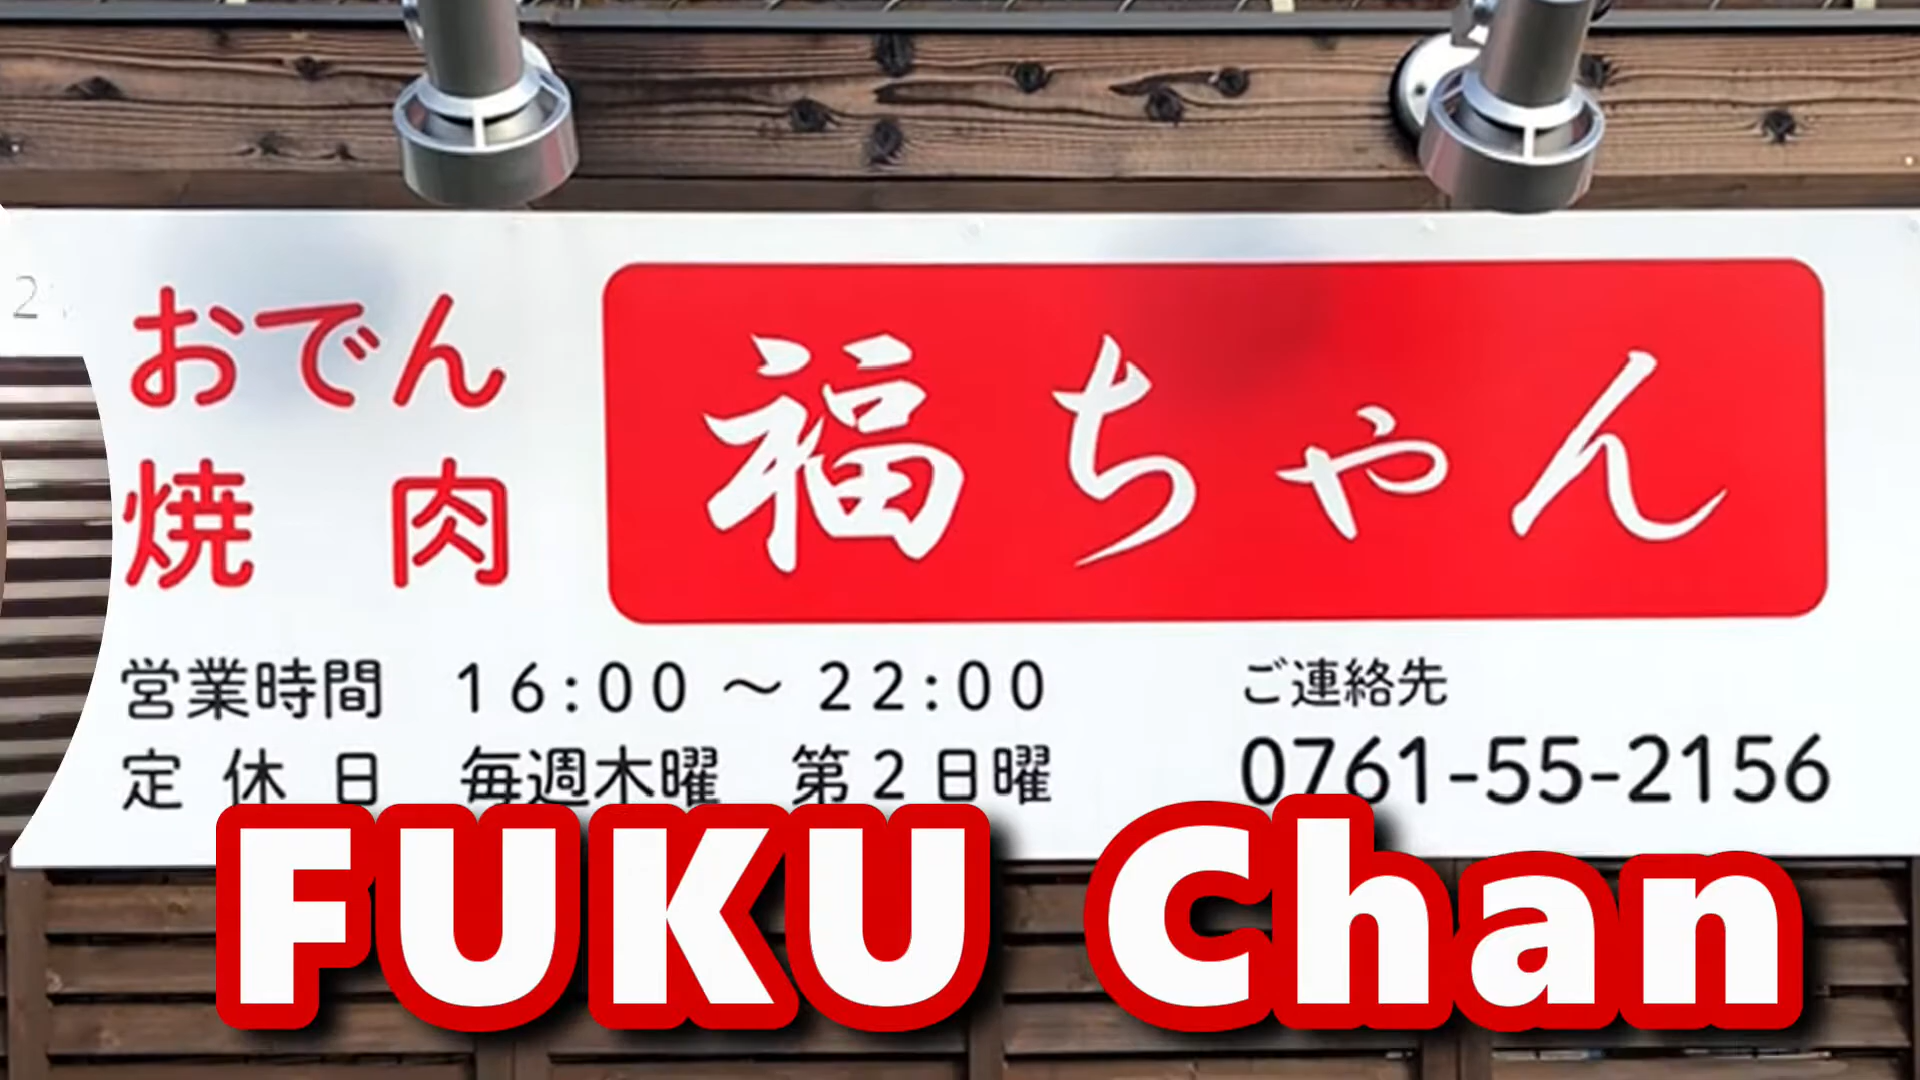 おでん
焼肉
福ちゃん
営業時間 16:00～22:00
定休日 毎週木曜 第2日曜
ご連絡先
0761-55-2156
FUKU Chan